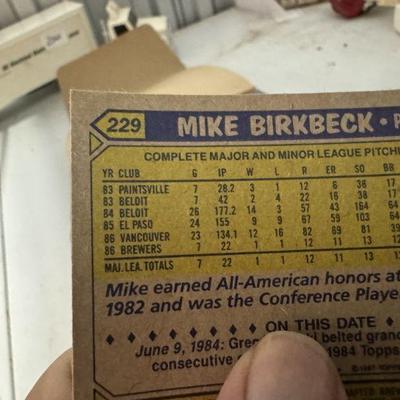 229 MIKE BIRKBECK •
COMPLETE MAJOR AND MINOR LEAGUE
YR CLUB G IP W L R ER SO BB
83 PAINTSVILLE 7 28.2 3 1 12 6 38 17
83 BELOIT 7 42 2 4 22 16 38 17
84 BELOIT 26 177.2 14 3 57 43 164 64
85 EL PASO 24 155 9 9 67 59 103 64
86 VANCOUVER 23 134.1 12 16 82 69 81
86 BREWERS 7 22 1 1 12 11 13 12
MAJ. LEA. TOTALS 7 22 1 1 12 11 13
Mike earned All-American honors at
1982 and was the Conference Playe
ON THIS DATE
June 9, 1984: belted grand
consecutive 1984 Topps